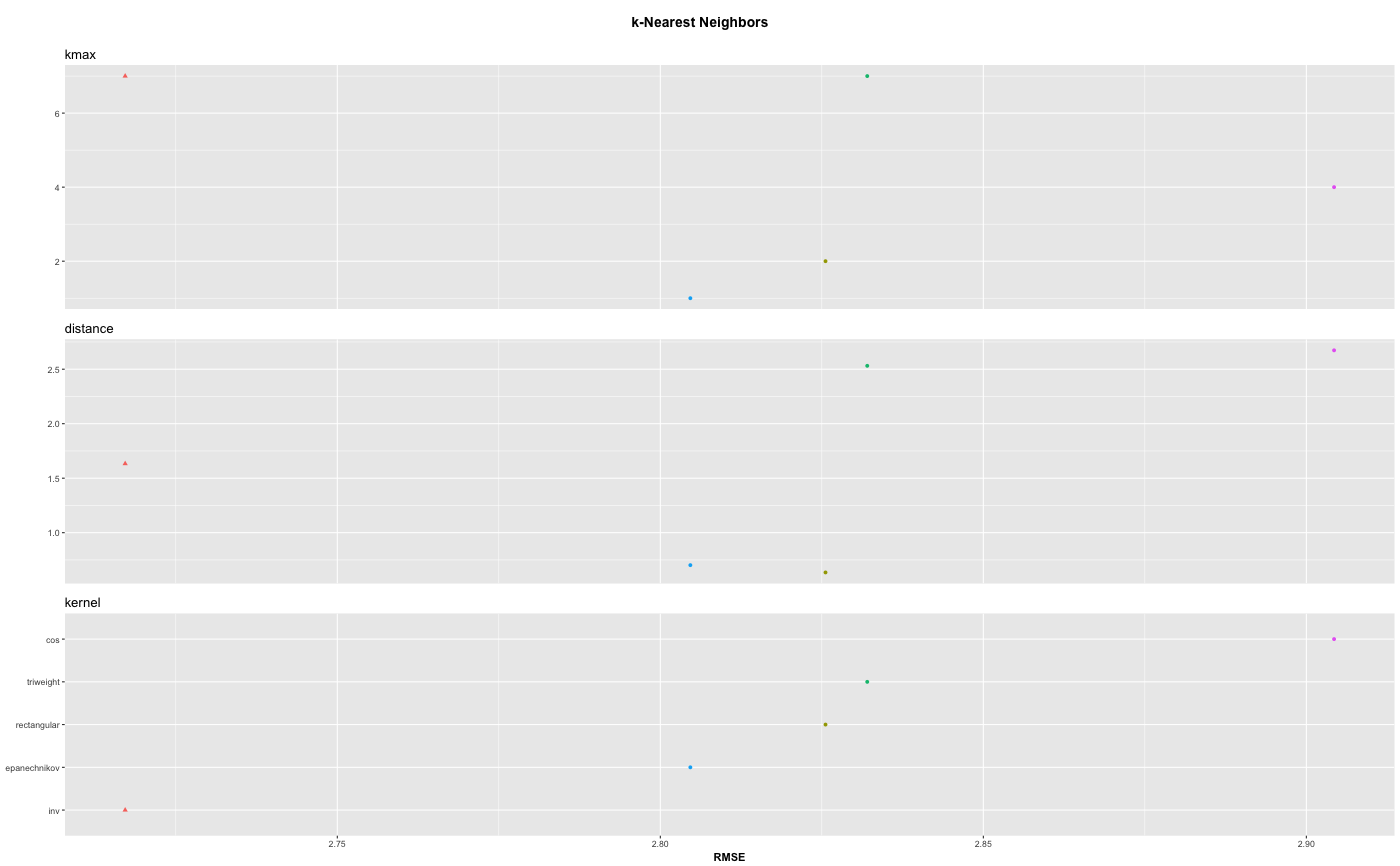 k-Nearest Neighbors
kmax
6
4
2
distance
2.5
2.0
1.5
1.0
kernel
cos
triweight
rectangular
epanechnikov
inv
2.75 2.80 2.85 2.90
RMSE